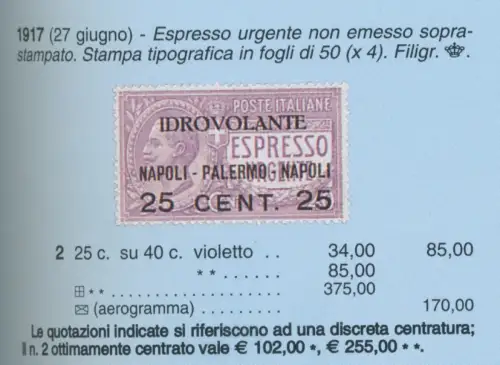 1917 (27 giugno) - Espresso urgente non emesso sopra-
stampato. Stampa tipografica in fogli di 50 (x 4). Filigr.
POSTE ITALIANE
IDROVOLANTE
ESPRESSO
URGENTE
NAPOLI - PALERMO - NAPOLI
25 CENT. 25
2 25 c. su 40 c. violetto . . 34,00 85,00
* * . . . . . . 85,00
⊞ * * . . . . . . . . . . . . . . . . . . 375,00
✉ (aerogramma) . . . . . . . . . . . 170,00
Le quotazioni indicate si riferiscono ad una discreta centratura;
il n. 2 ottimamente centrato vale € 102,00 *, € 255,00 * *.